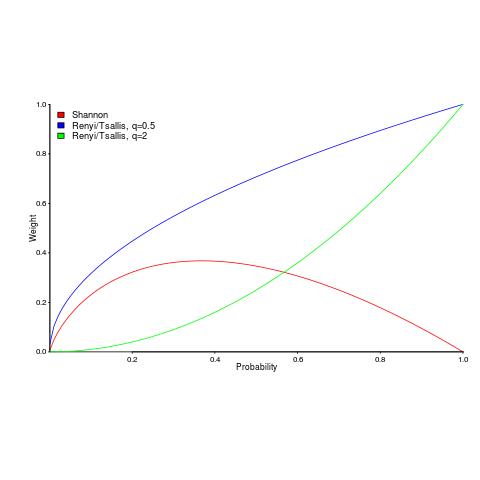 Shannon
Renyi/Tsallis, q=0.5
Renyi/Tsallis, q=2
1.0
0.8
0.6
0.4
0.2
0.0
Weight
0.2 0.4 0.6 0.8 1.0
Probability